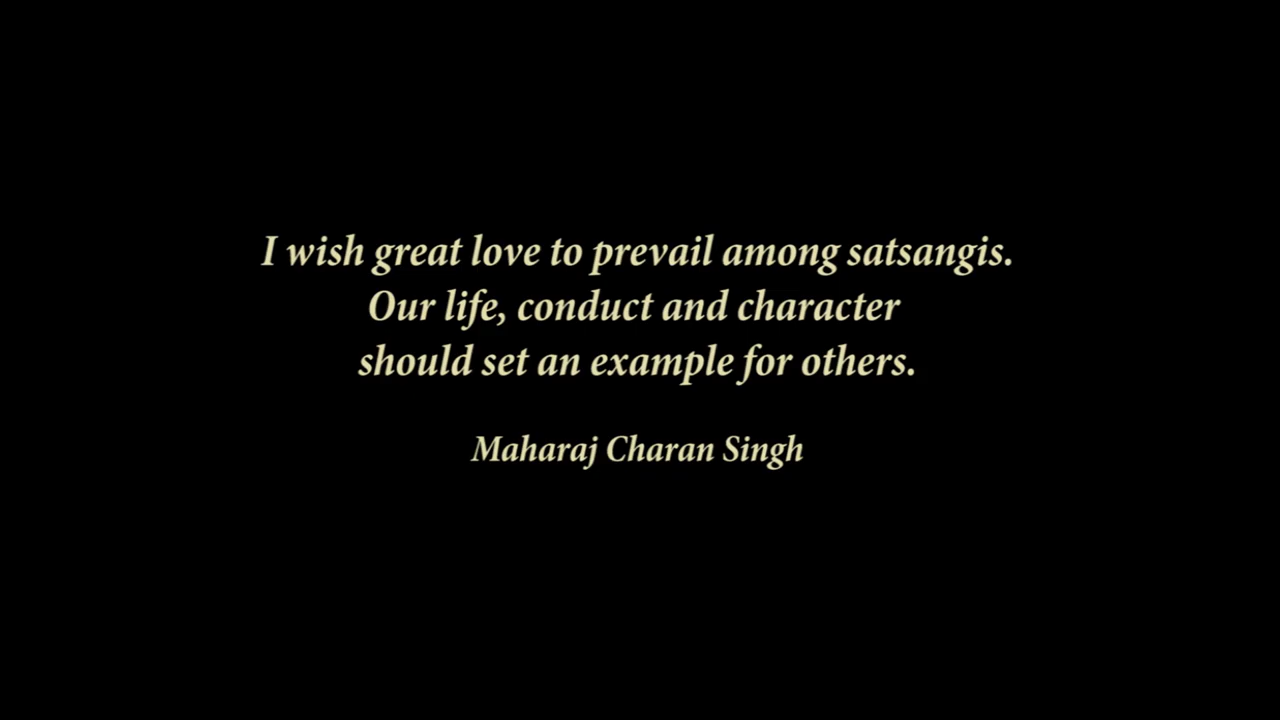 I wish great love to prevail among satsangis.
Our life, conduct and character
should set an example for others.
Maharaj Charan Singh